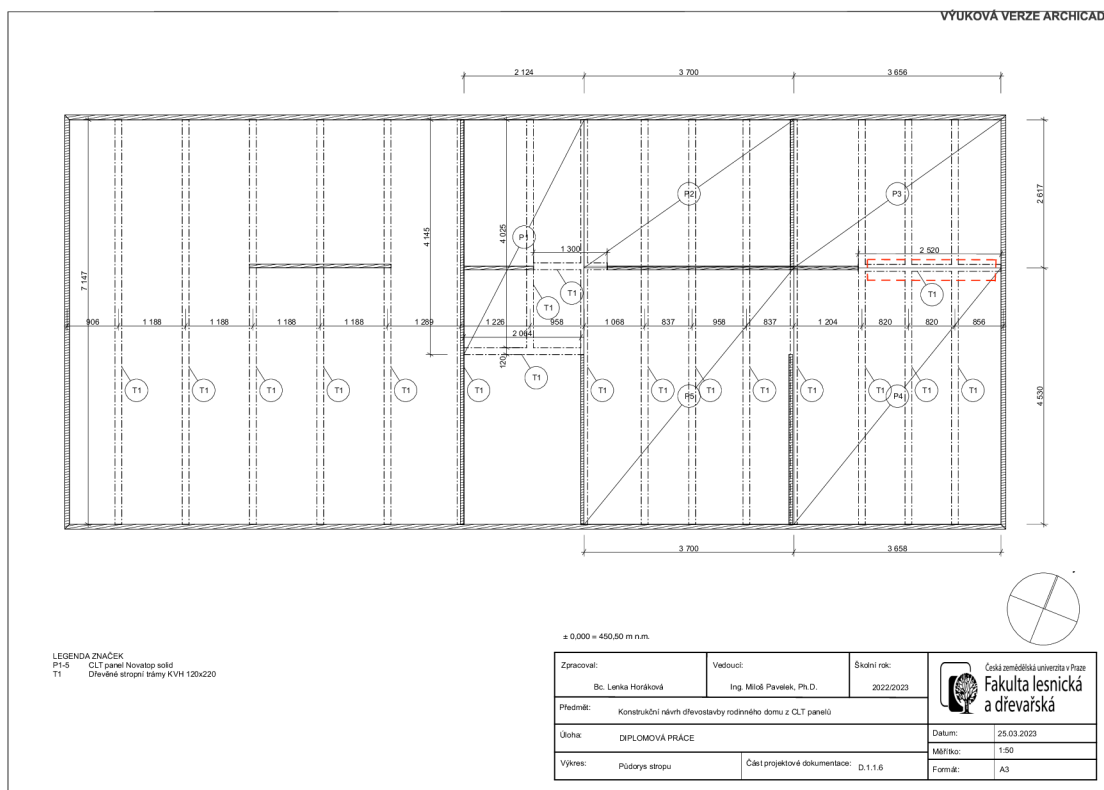 VÝUKOVÁ VERZE ARCHICAD
2 124
3 700
3 656
P2
P3
2 617
4 145
4 025
P1
1 300
2 520
7 147
T1
T1
T1
906
1 188
1 188
1 188
1 188
1 289
1 226
958
1 068
837
958
837
1 204
820
820
856
2 064
120
T1
4 530
T1
T1
T1
T1
T1
T1
T1
T1
P5
T1
T1
T1
T1
P4
T1
T1
3 700
3 658
± 0,000 = 450,50 m n.m.
LEGENDA ZNAČEK
P1-5 CLT panel Novatop solid
T1 Dřevěné stropní trámy KVH 120x220
Zpracoval:
Vedoucí:
Školní rok:
Bc. Lenka Horáková
Ing. Miloš Pavelek, Ph.D.
2022/2023
Předmět:
Konstrukční návrh dřevostavby rodinného domu z CLT panelů
Úloha:
DIPLOMOVÁ PRÁCE
Výkres:
Půdorys stropu
Část projektové dokumentace:
D.1.1.6
Česká zemědělská univerzita v Praze
Fakulta lesnická
a dřevařská
Datum:
25.03.2023
Měřítko:
1:50
Formát:
A3